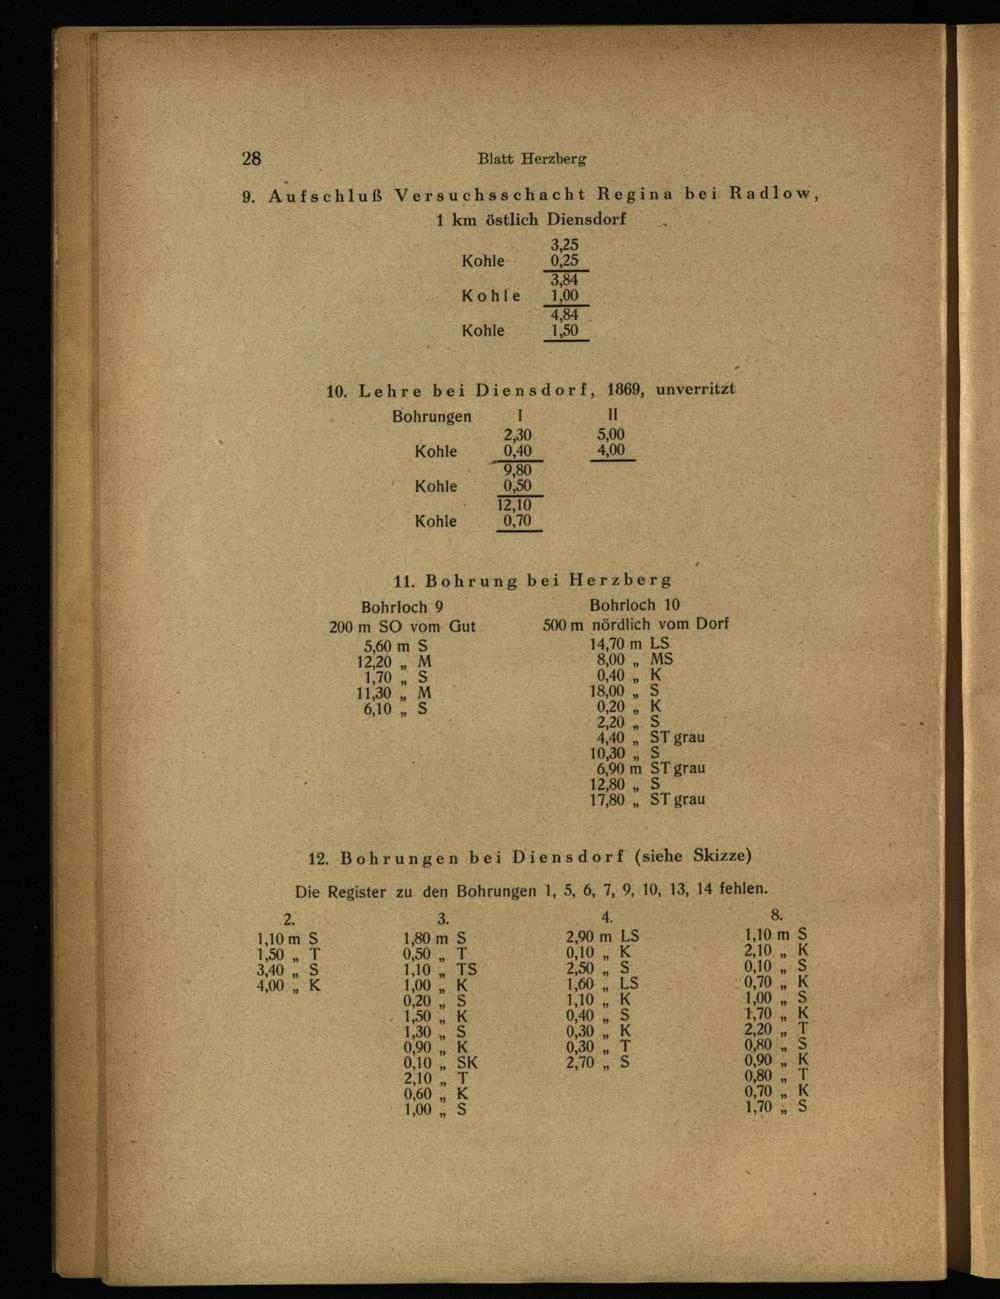 28 Blatt Herzberg
9. Aufschluß Versuchsschacht Regina bei Radlow,
1 km östlich Diensdorf
3,25
Kohle 0,25
3,84
Kohle 1,00
4,84
Kohle 1,50
10. Lehre bei Diensdorf, 1869, unverritzt
Bohrungen I II
2,30 5,00
Kohle 0,40 4,00
9,80
Kohle 0,50
12,10
Kohle 0,70
11. Bohrung bei Herzberg
Bohrloch 9
200 m SO vom Gut
5,60 m S
12,20 „ M
1,70 „ S
11,30 „ M
6,10 „ S
Bohrloch 10
500 m nördlich vom Dorf
14,70 m LS
8,00 „ MS
0,40 „ K
18,00 „ S
0,20 „ K
2,20 „ S
4,40 „ ST grau
10,30 „ S
6,90 m ST grau
12,80 „ S
17,80 „ ST grau
12. Bohrungen bei Diensdorf (siehe Skizze)
Die Register zu den Bohrungen 1, 5, 6, 7, 9, 10, 13, 14 fehlen.
2.
1,10 m S
1,50 „ T
3,40 „ S
4,00 „ K
3.
1,80 m S
0,50 „ T
1,10 „ TS
1,00 „ K
0,20 „ S
1,50 „ K
1,30 „ S
0,90 „ K
0,10 „ SK
2,10 „ T
0,60 „ K
1,00 „ S
4.
2,90 m LS
0,10 „ K
2,50 „ S
1,60 „ LS
1,10 „ K
0,40 „ S
0,30 „ K
0,30 „ T
2,70 „ S
8.
1,10 m S
2,10 „ K
0,10 „ S
0,70 „ K
1,00 „ S
1,70 „ K
2,20 „ T
0,80 „ S
0,90 „ K
0,80 „ T
0,70 „ K
1,70 „ S